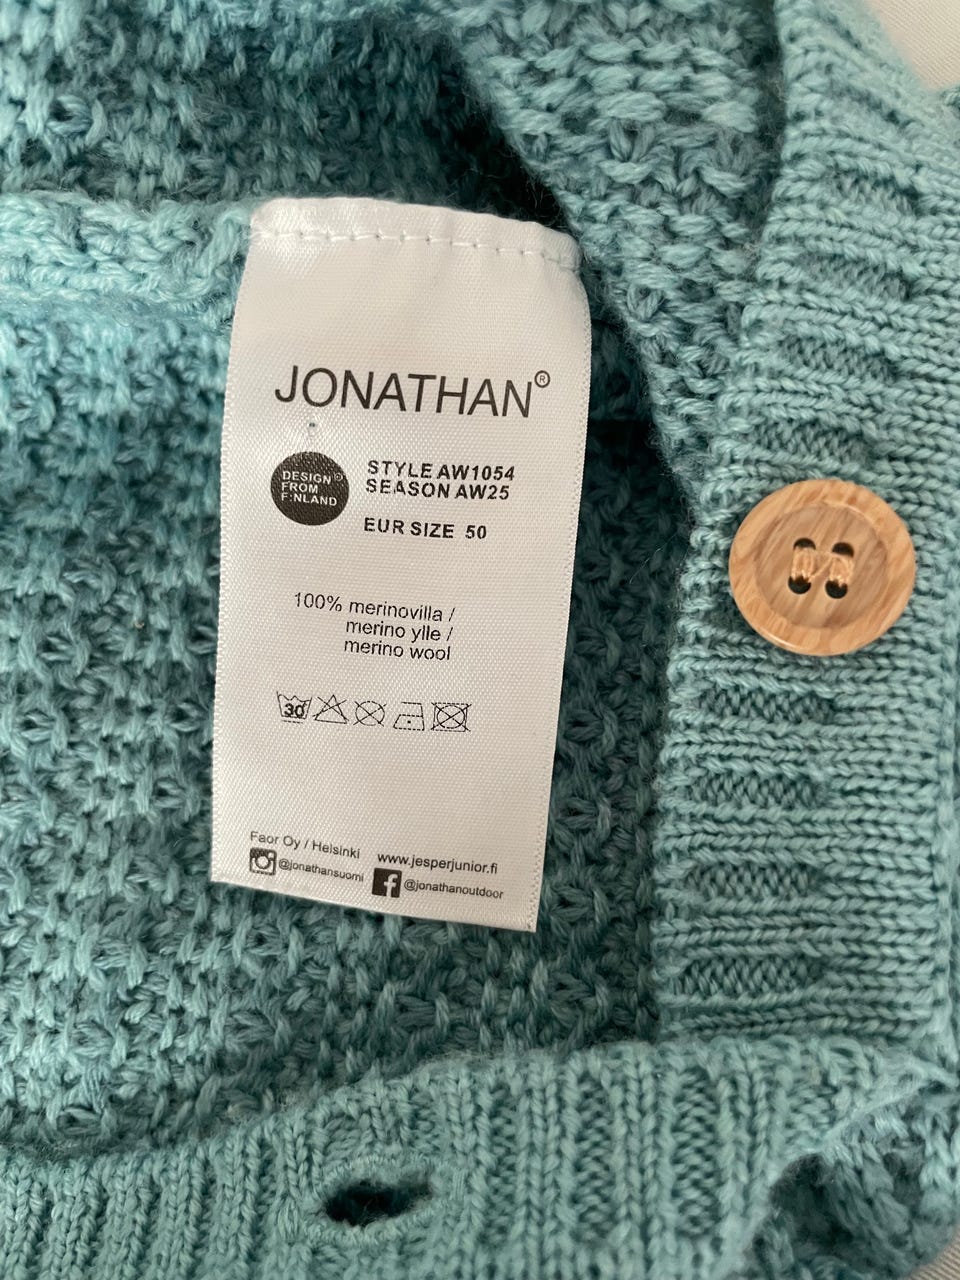 JONATHAN®
DESIGN
FROM
FINLAND
STYLE AW1054
SEASON AW25
EUR SIZE 50
100% merinovilla /
merino ylle /
merino wool
30
Faor Oy / Helsinki
www.jesperjunior.fi
@jonathansuomi
@jonathanoutdoor